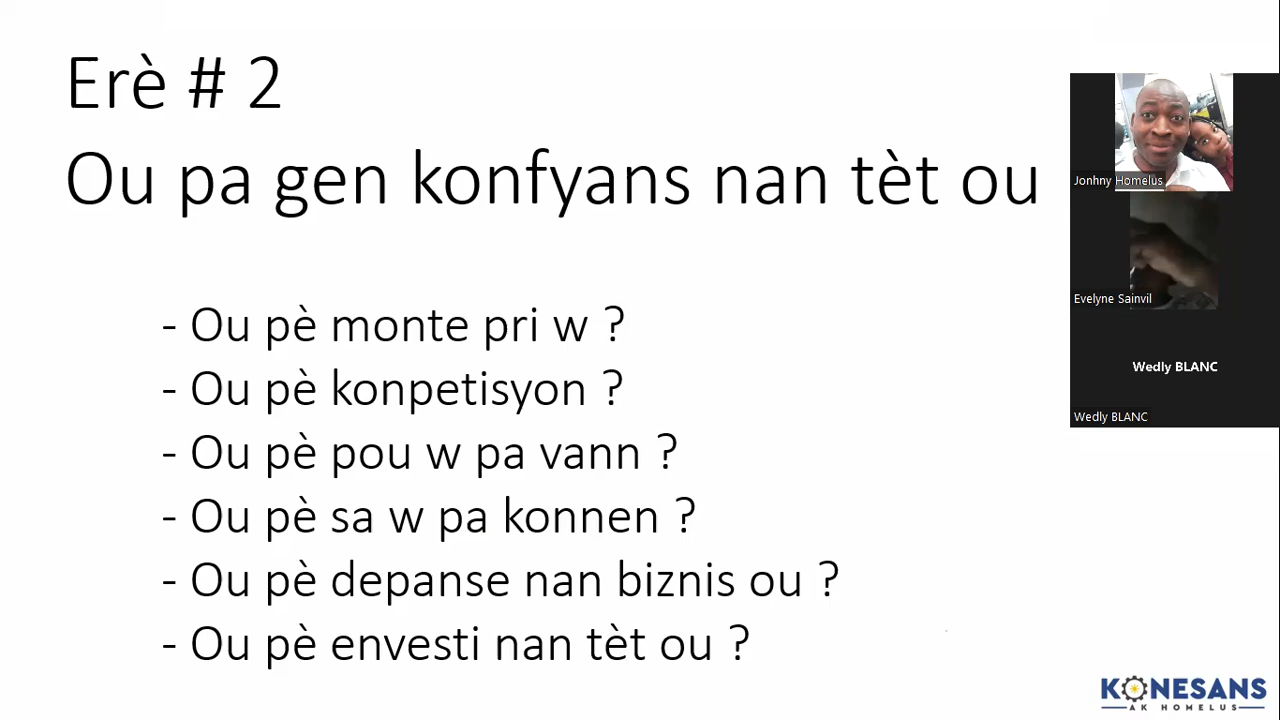 Erè # 2
Ou pa gen konfyans nan tèt ou
- Ou pè monte pri w ?
- Ou pè konpetisyon ?
- Ou pè pou w pa vann ?
- Ou pè sa w pa konnen ?
- Ou pè depanse nan biznis ou ?
- Ou pè envesti nan tèt ou ?
Jonhny Homelus
Evelyne Sainvil
Wedly BLANC
Wedly BLANC
KONESANS
AK HOMELUS